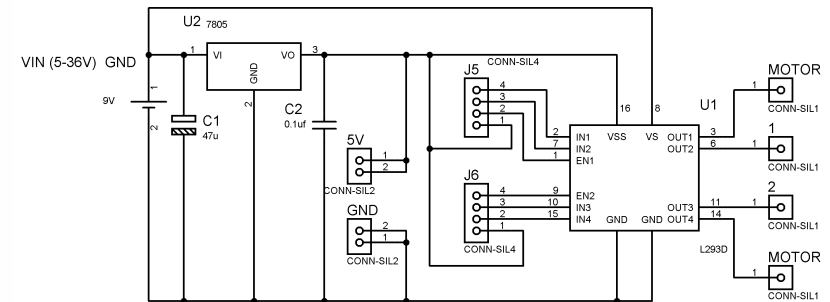 U2 7805
VIN (5-36V) GND
1 VI VO 3
GND
2
9V
1
2
C1
47u
C2
0.1uf
5V
1
2
CONN-SIL2
GND
2
1
CONN-SIL2
CONN-SIL4
J5
4
3
2
1
J6
4
3
2
1
CONN-SIL4
U1
16 8
2 IN1 VSS VS OUT1 3
7 IN2 OUT2 6
1 EN1
9 EN2
10 IN3 OUT3 11
15 IN4 GND GND OUT4 14
L293D
MOTOR
1
CONN-SIL1
1
1
CONN-SIL1
2
1
CONN-SIL1
MOTOR
1
CONN-SIL1